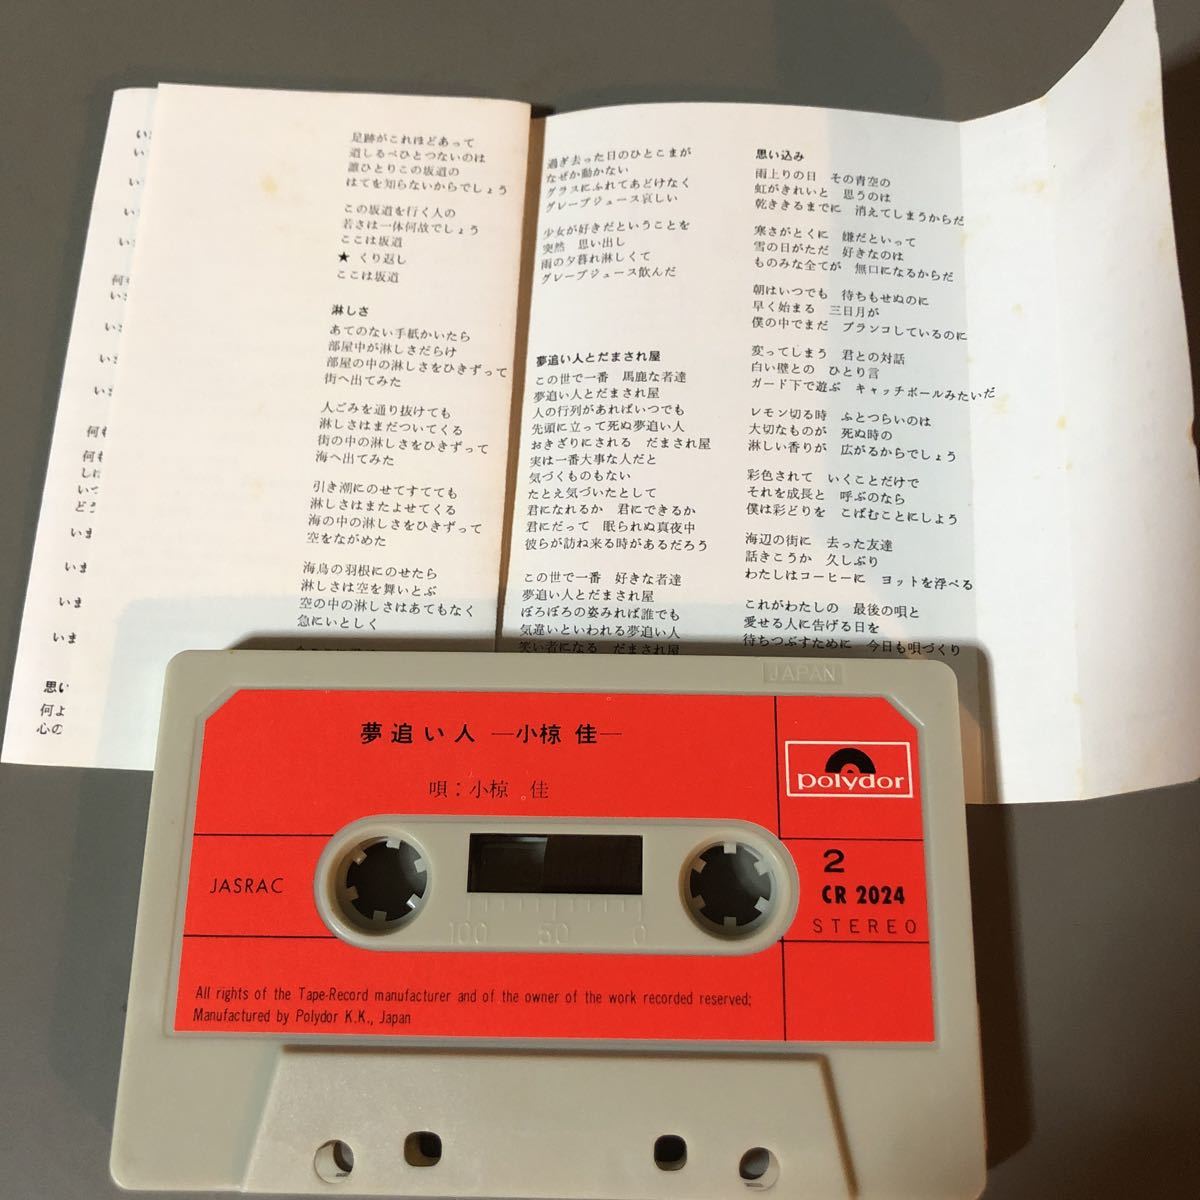 足跡がこれほどあって
道しるべひとつないのは
誰ひとりこの坂道の
はてを知らないからでしょう
この坂道を行く人の
若さは一体何故でしょう
ここは坂道
★ くり返し
ここは坂道
淋しさ
あてのない手紙かいたら
部屋中が淋しさだらけ
部屋の中の淋しさをひきずって
街へ出てみた
人ごみを通り抜けても
淋しさはまだついてくる
街の中の淋しさをひきずって
海へ出てみた
引き潮にのせてすてても
淋しさはまたよせてくる
海の中の淋しさをひきずって
空をながめた
海鳥の羽根にのせたら
淋しさは空を舞いとぶ
空の中の淋しさはあてもなく
急にいとしく
過ぎ去った日のひとこまが
なぜか動かない
グラスにふれてあどけなく
グレープジュース哀しい
少女が好きだということを
突然 思い出し
雨の夕暮れ淋しくて
グレープジュース飲んだ
夢追い人とだまされ屋
この世で一番 馬鹿な者達
夢追い人とだまされ屋
人の行列があればいつでも
先頭に立って死ぬ夢追い人
おきざりにされる だまされ屋
実は一番大事な人だと
気づくものもない
たとえ気づいたとして
君になれるか 君にできるか
君にだって 眠られぬ真夜中
彼らが訪ね来る時があるだろう
この世で一番 好きな者達
夢追い人とだまされ屋
ぼろぼろの姿みれば誰でも
気違いといわれる夢追い人
笑い者になる だまされ屋
思い込み
雨上りの日 その青空の
虹がきれいと 思うのは
乾ききるまでに 消えてしまうからだ
寒さがとくに 嫌だといって
雪の日がただ 好きなのは
ものみな全てが 無口になるからだ
朝はいつでも 待ちもせぬのに
早く始まる 三日月が
僕の中でまだ ブランコしているのに
変ってしまう 君との対話
白い壁との ひとり言
ガード下で遊ぶ キャッチボールみたいだ
レモン切る時 ふとつらいのは
大切なものが 死ぬ時の
淋しい香りが 広がるからでしょう
彩色されて いくことだけで
それを成長と 呼ぶのなら
僕は彩どりを こばむことにしよう
海辺の街に 去った友達
話きこうか 久しぶり
わたしはコーヒーに ヨットを浮べる
これがわたしの 最後の唄と
愛せる人に告げる日を
待ちつぶすために 今日も唄づくり
JAPAN
夢追い人 ―小椋 佳―
唄：小椋 佳
polydor
JASRAC
2
CR 2024
STEREO
100 50 0
All rights of the Tape-Record manufacturer and of the owner of the work recorded reserved;
Manufactured by Polydor K.K., Japan